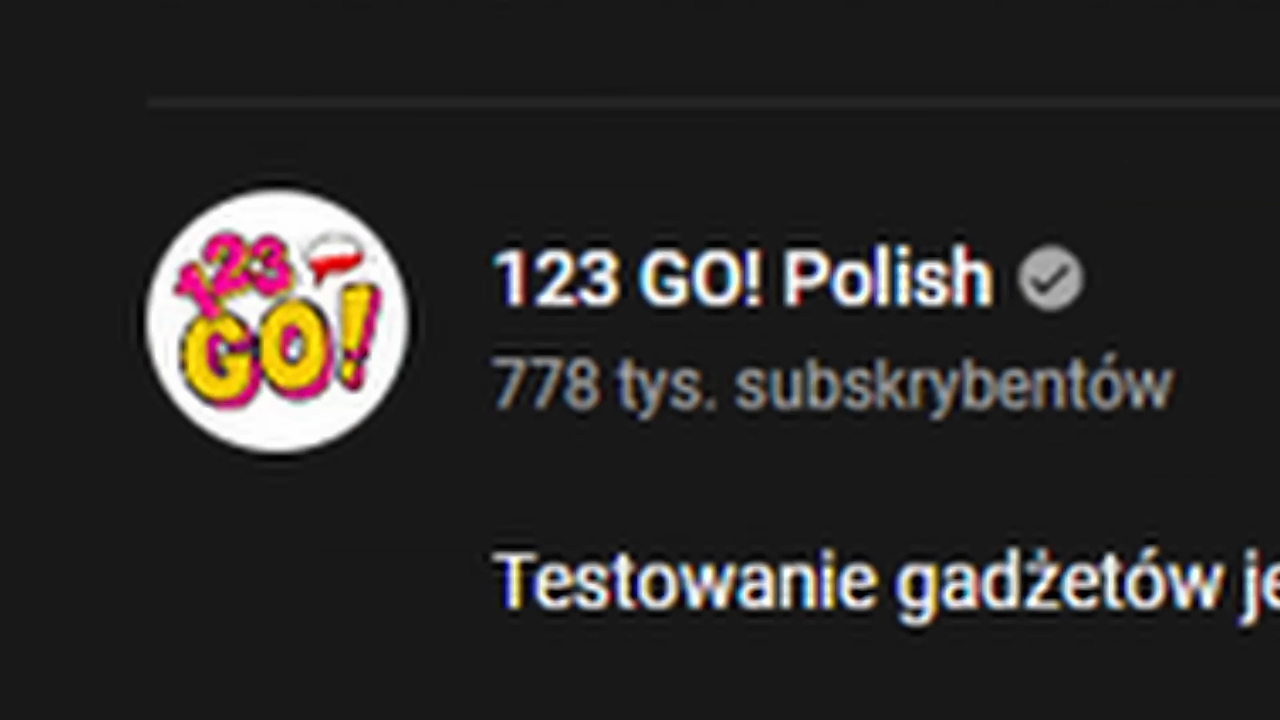 123
GO!
123 GO! Polish
778 tys. subskrybentów
Testowanie gadżetów je